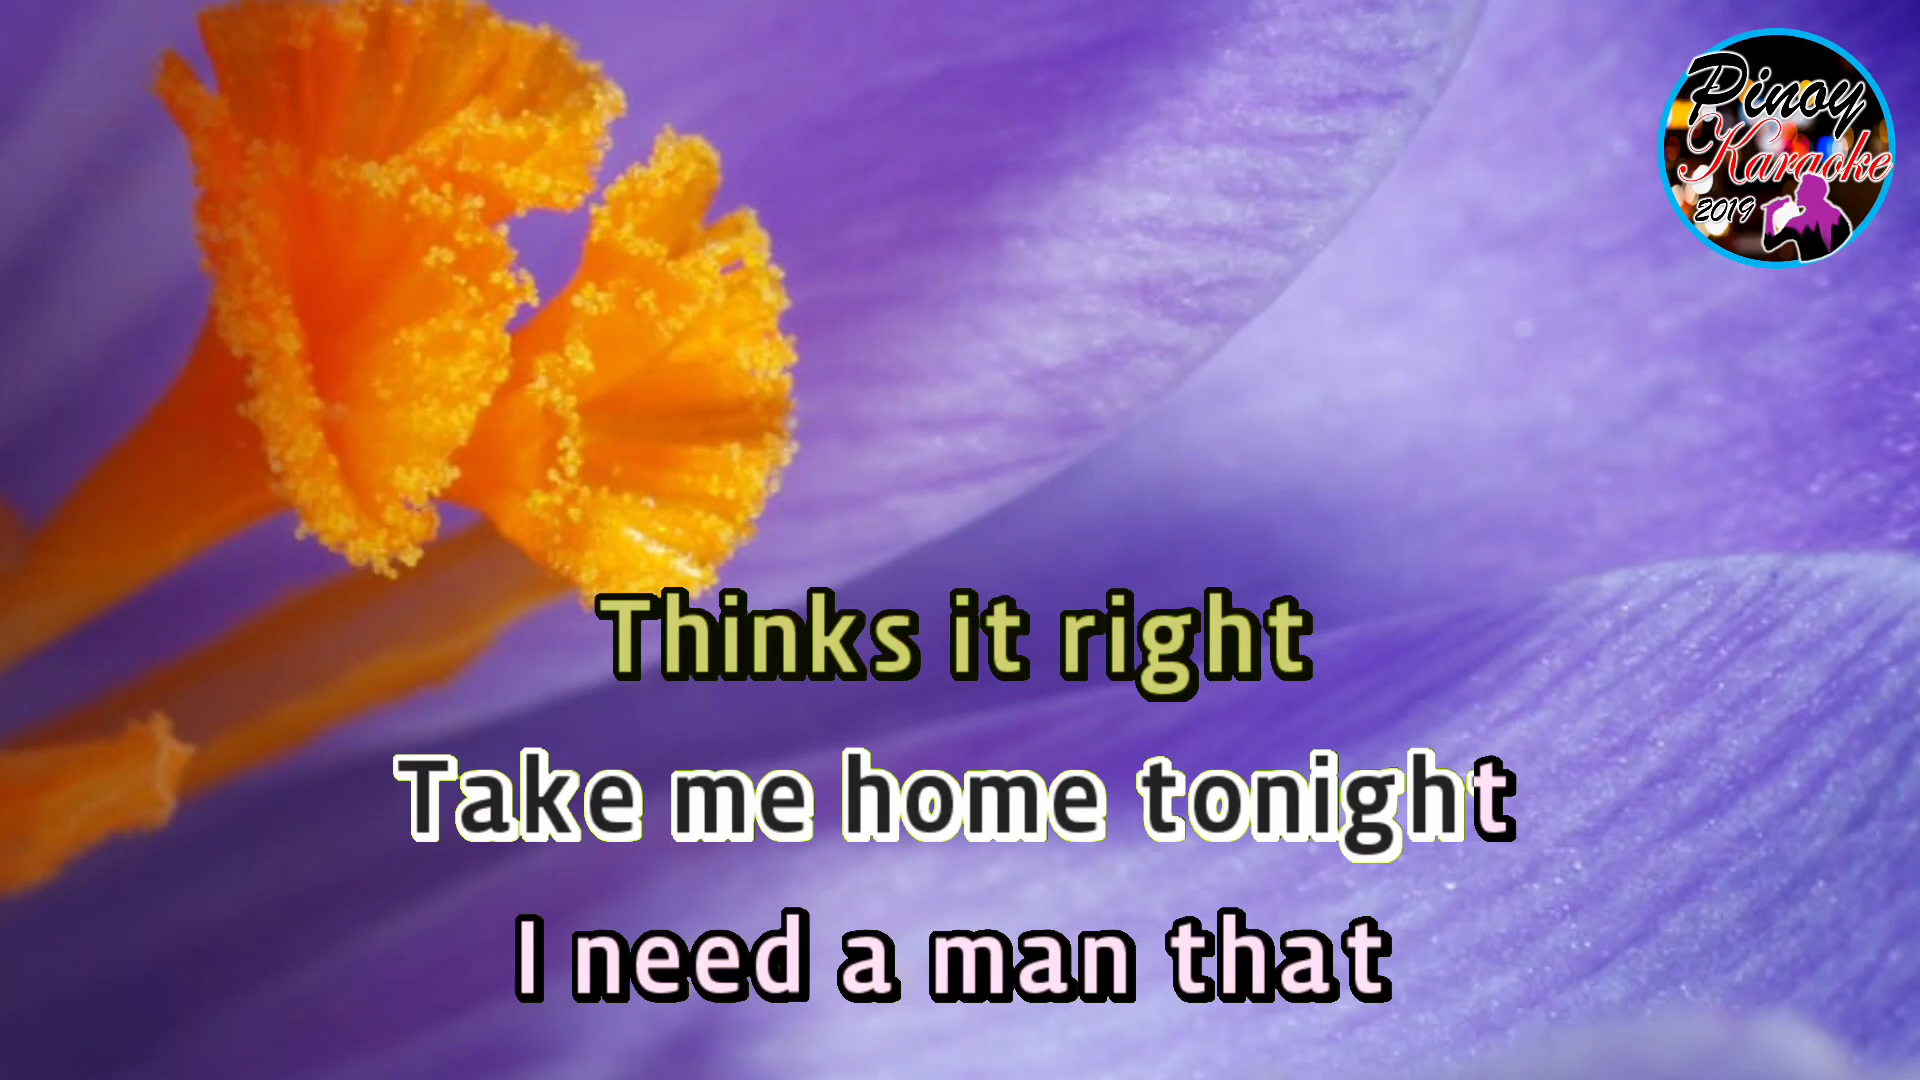 Pinoy
Karaoke
2019
Thinks it right
Take me home tonight
I need a man that